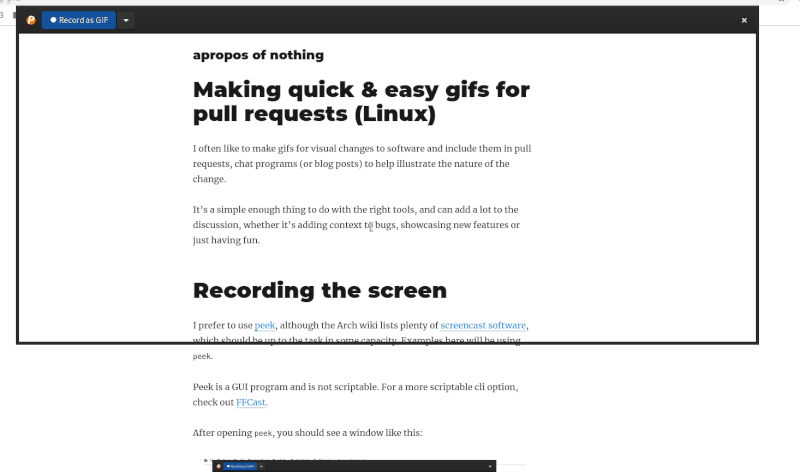 Record as GIF
apropos of nothing
Making quick & easy gifs for
pull requests (Linux)
I often like to make gifs for visual changes to software and include them in pull
requests, chat programs (or blog posts) to help illustrate the nature of the
change.
It's a simple enough thing to do with the right tools, and can add a lot to the
discussion, whether it's adding context to bugs, showcasing new features or
just having fun.
Recording the screen
I prefer to use peek, although the Arch wiki lists plenty of screencast software,
which should be up to the task in some capacity. Examples here will be using
peek.
Peek is a GUI program and is not scriptable. For a more scriptable cli option,
check out FFCast.
After opening peek, you should see a window like this:
Record as GIF